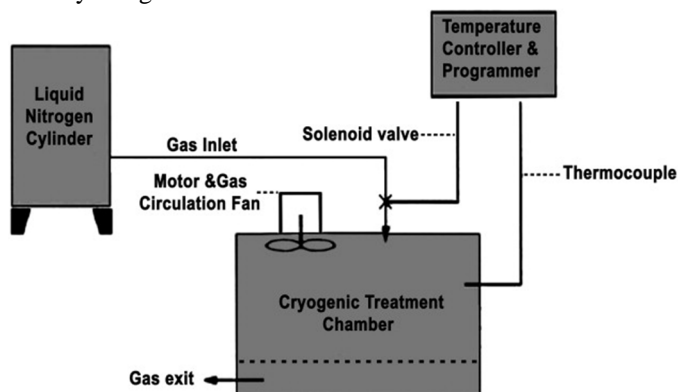 Temperature
Controller &
Programmer
Liquid
Nitrogen
Cylinder
Solenoid valve
Gas Inlet
Motor &Gas
Circulation Fan
Thermocouple
Cryogenic Treatment
Chamber
Gas exit